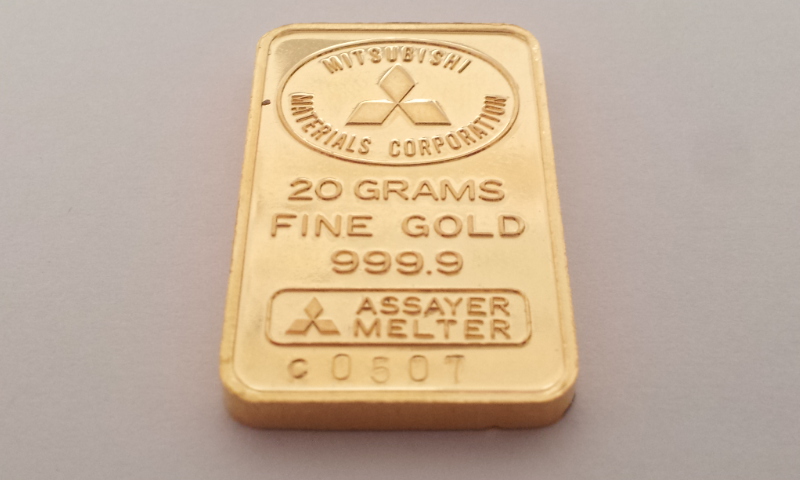 MITSUBISHI
MATERIALS CORPORATION
20 GRAMS
FINE GOLD
999.9
ASSAYER
MELTER
C0507